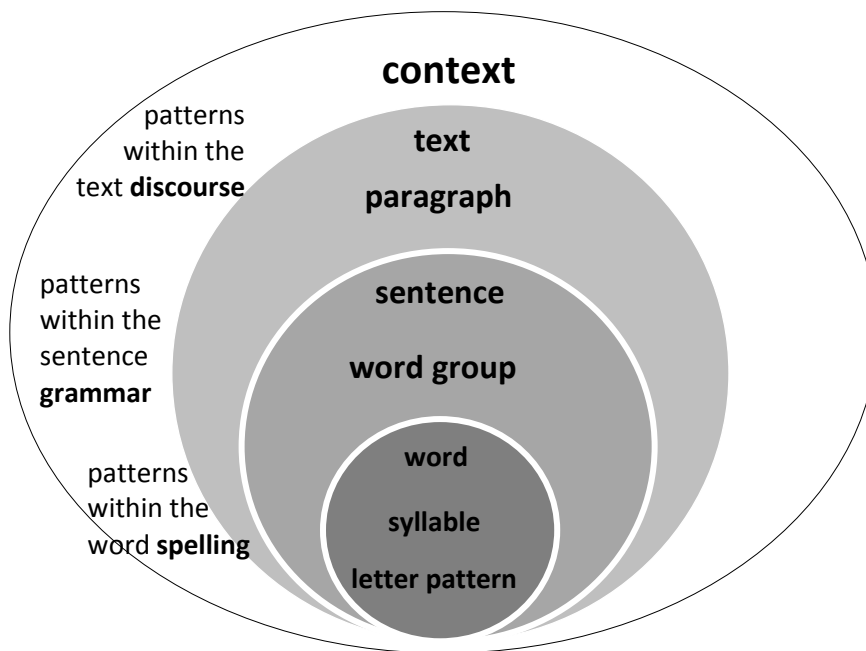 context
patterns
within the
text discourse
text
paragraph
patterns
within the
sentence
grammar
sentence
word group
patterns
within the
word spelling
word
syllable
letter pattern